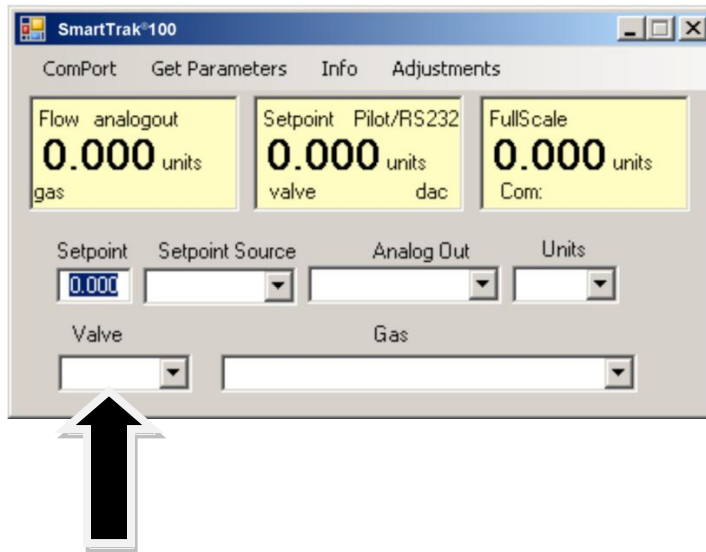 SmartTrak®100
ComPort Get Parameters Info Adjustments
Flow analogout
0.000 units
gas
Setpoint Pilot/RS232
0.000 units
valve dac
FullScale
0.000 units
Com:
Setpoint Setpoint Source Analog Out Units
0.000
Valve Gas